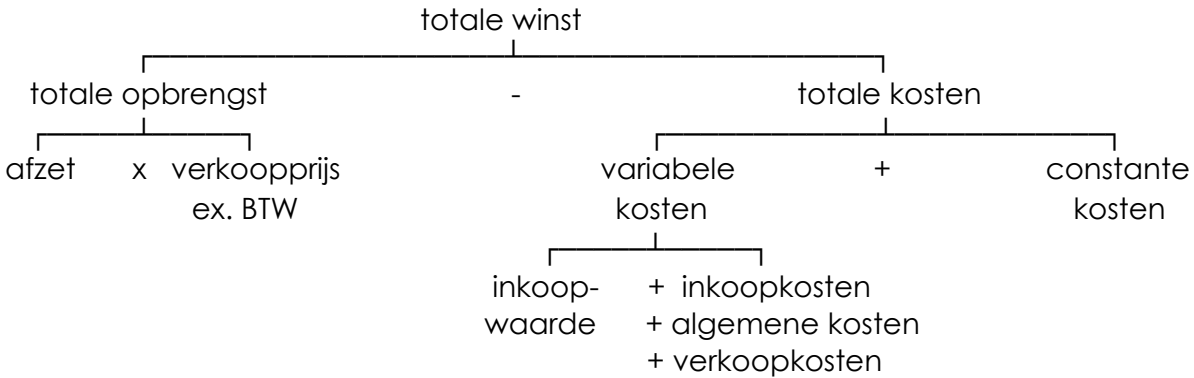 totale winst
totale opbrengst - totale kosten
afzet x verkoopprijs variabele + constante
ex. BTW kosten kosten
inkoop- + inkoopkosten
waarde + algemene kosten
+ verkoopkosten